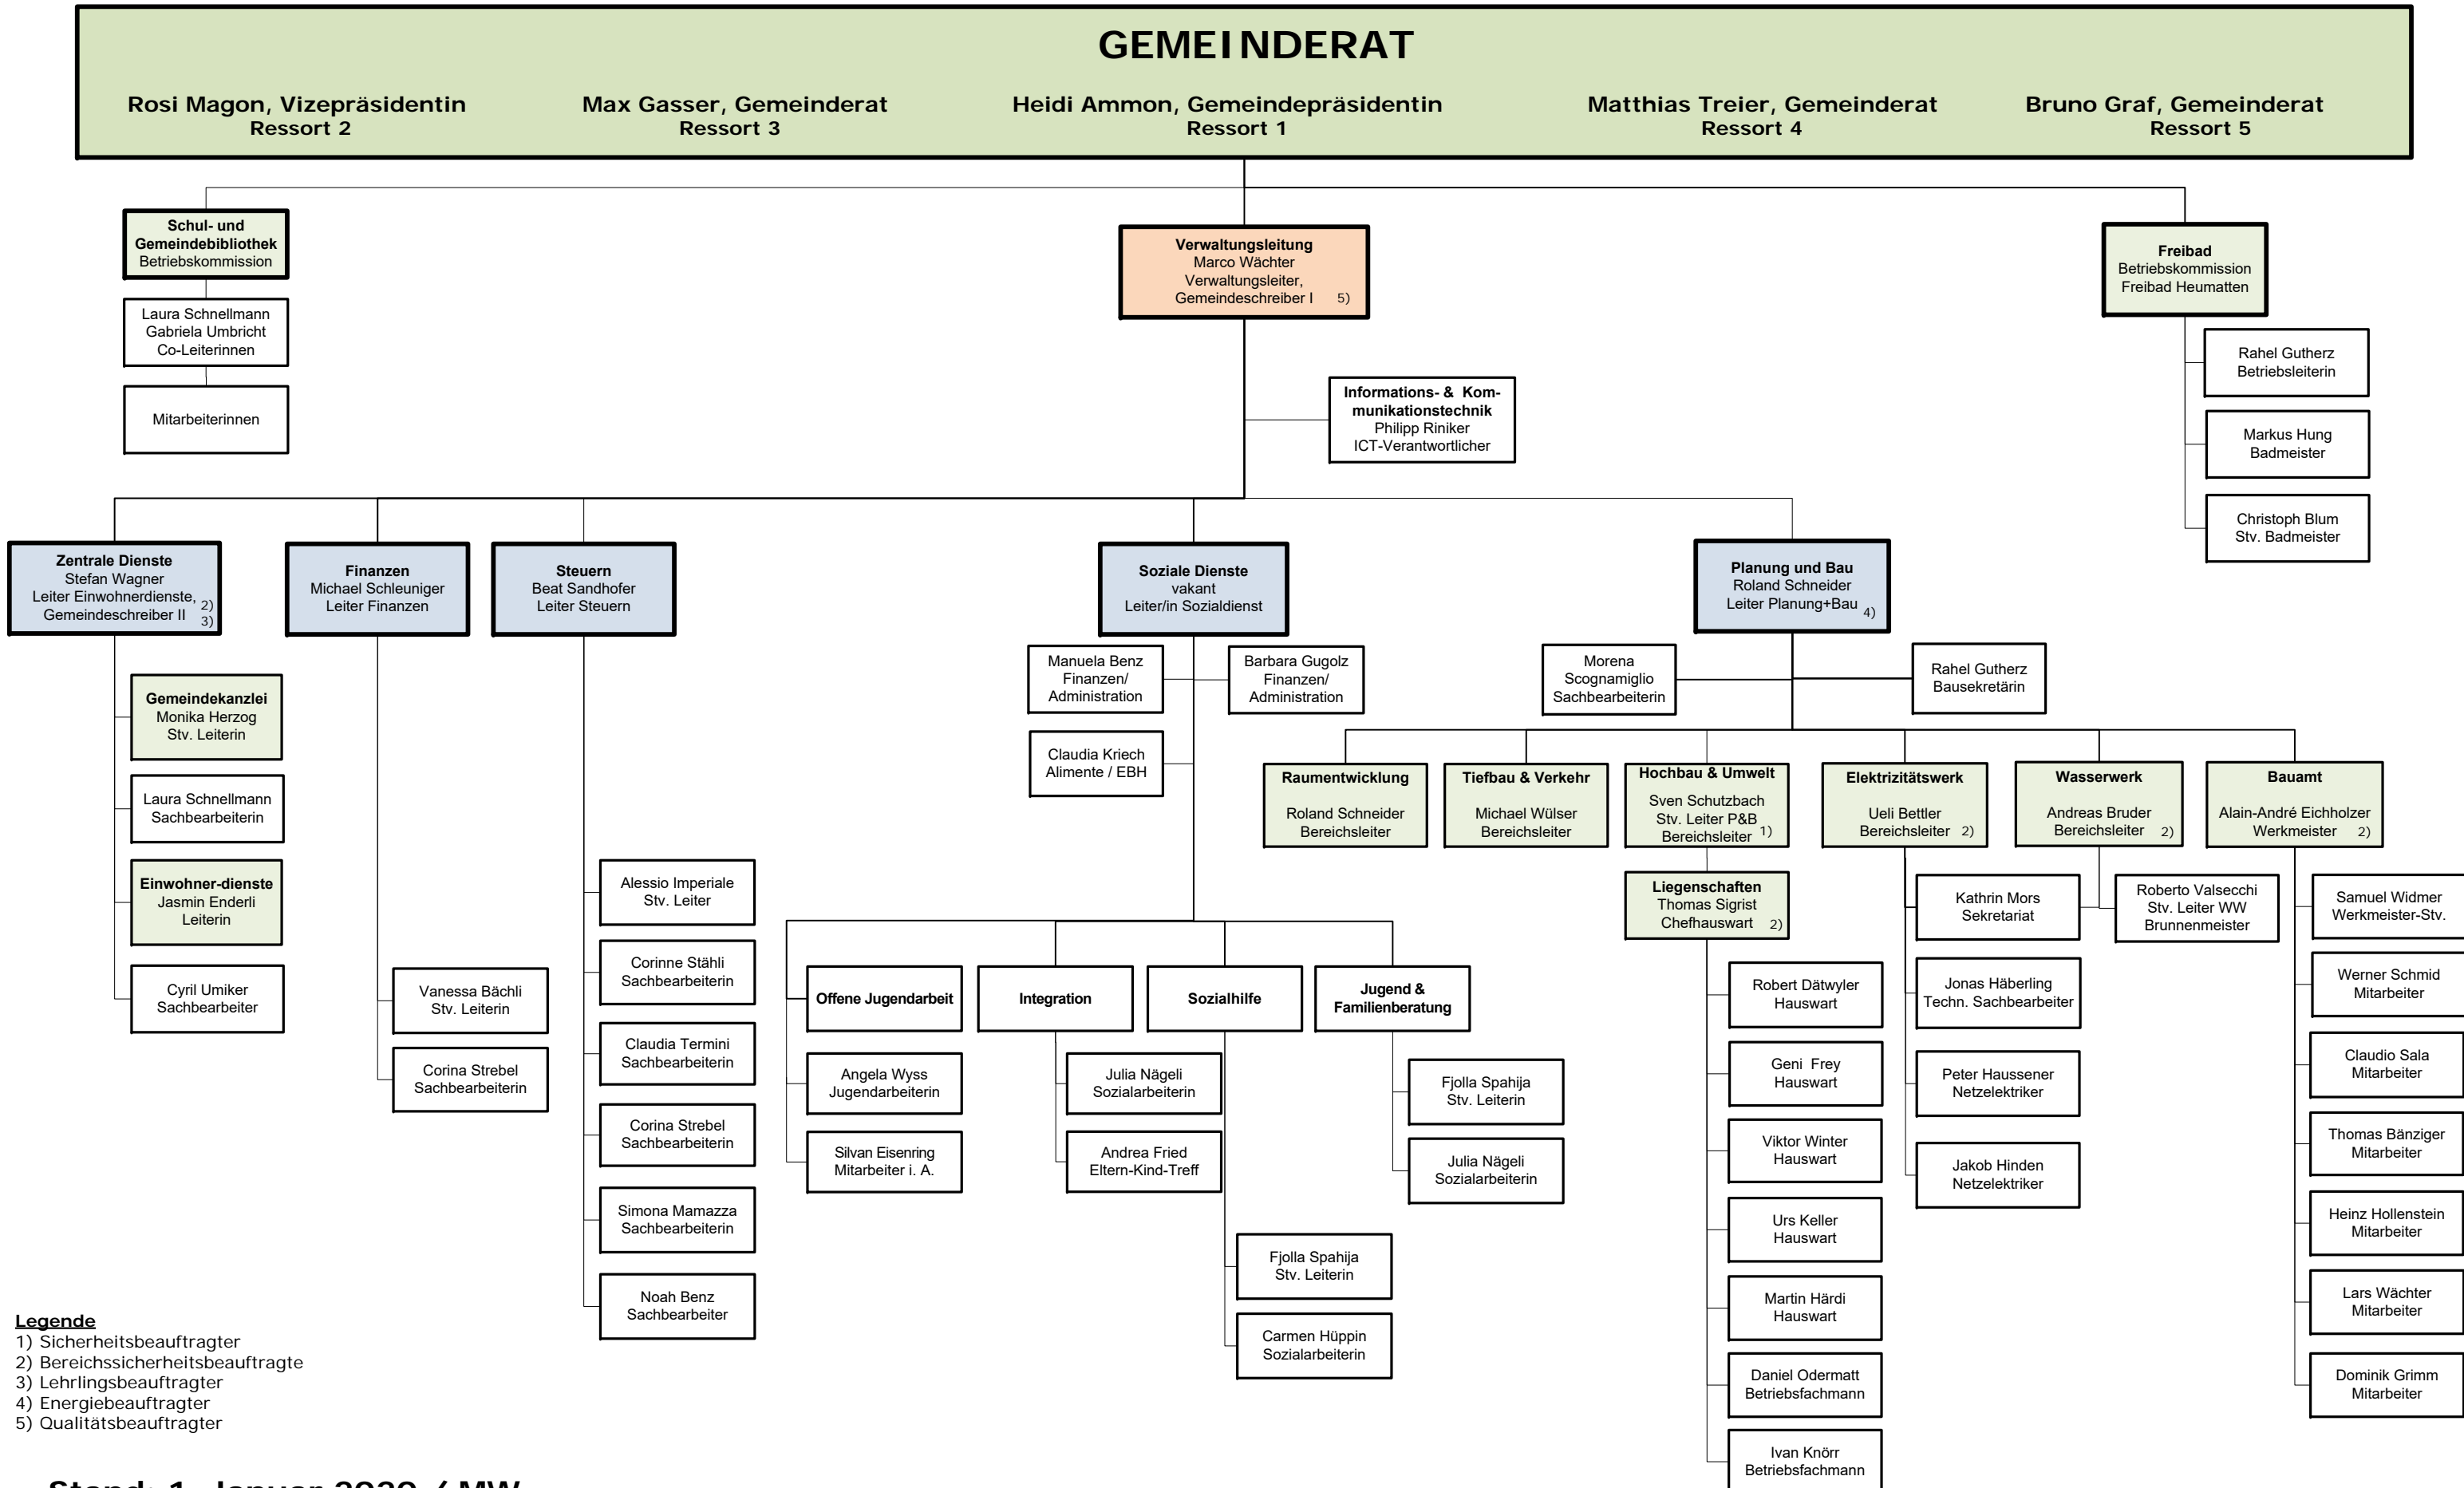 GEMEINDERAT
Rosi Magon, Vizepräsidentin
Ressort 2
Max Gasser, Gemeinderat
Ressort 3
Heidi Ammon, Gemeindepräsidentin
Ressort 1
Matthias Treier, Gemeinderat
Ressort 4
Bruno Graf, Gemeinderat
Ressort 5
Schul- und
Gemeindebibliothek
Betriebskommission
Laura Schnellmann
Gabriela Umbricht
Co-Leiterinnen
Mitarbeiterinnen
Verwaltungsleitung
Marco Wächter
Verwaltungsleiter,
Gemeindeschreiber I 5)
Informations- & Kom-
munikationstechnik
Philipp Riniker
ICT-Verantwortlicher
Freibad
Betriebskommission
Freibad Heumatten
Rahel Gutherz
Betriebsleiterin
Markus Hung
Badmeister
Christoph Blum
Stv. Badmeister
Zentrale Dienste
Stefan Wagner
Leiter Einwohnerdienste, 2)
Gemeindeschreiber II 3)
Gemeindekanzlei
Monika Herzog
Stv. Leiterin
Laura Schnellmann
Sachbearbeiterin
Einwohner-dienste
Jasmin Enderli
Leiterin
Cyril Umiker
Sachbearbeiter
Finanzen
Michael Schleuniger
Leiter Finanzen
Vanessa Bächli
Stv. Leiterin
Corina Strebel
Sachbearbeiterin
Steuern
Beat Sandhofer
Leiter Steuern
Alessio Imperiale
Stv. Leiter
Corinne Stähli
Sachbearbeiterin
Claudia Termini
Sachbearbeiterin
Corina Strebel
Sachbearbeiterin
Simona Mamazza
Sachbearbeiterin
Noah Benz
Sachbearbeiter
Soziale Dienste
vakant
Leiter/in Sozialdienst
Manuela Benz
Finanzen/
Administration
Barbara Gugolz
Finanzen/
Administration
Claudia Kriech
Alimente / EBH
Offene Jugendarbeit
Angela Wyss
Jugendarbeiterin
Silvan Eisenring
Mitarbeiter i. A.
Integration
Julia Nägeli
Sozialarbeiterin
Andrea Fried
Eltern-Kind-Treff
Sozialhilfe
Fjolla Spahija
Stv. Leiterin
Carmen Hüppin
Sozialarbeiterin
Jugend &
Familienberatung
Fjolla Spahija
Stv. Leiterin
Julia Nägeli
Sozialarbeiterin
Planung und Bau
Roland Schneider
Leiter Planung+Bau 4)
Morena
Scognamiglio
Sachbearbeiterin
Rahel Gutherz
Bausekretärin
Raumentwicklung
Roland Schneider
Bereichsleiter
Tiefbau & Verkehr
Michael Wülser
Bereichsleiter
Hochbau & Umwelt
Sven Schutzbach
Stv. Leiter P&B
Bereichsleiter 1)
Liegenschaften
Thomas Sigrist
Chefhauswart 2)
Robert Dätwyler
Hauswart
Geni Frey
Hauswart
Viktor Winter
Hauswart
Urs Keller
Hauswart
Martin Härdi
Hauswart
Daniel Odermatt
Betriebsfachmann
Ivan Knörr
Betriebsfachmann
Elektrizitätswerk
Ueli Bettler
Bereichsleiter 2)
Kathrin Mors
Sekretariat
Jonas Häberling
Techn. Sachbearbeiter
Peter Haussener
Netzelektriker
Jakob Hinden
Netzelektriker
Wasserwerk
Andreas Bruder
Bereichsleiter 2)
Roberto Valsecchi
Stv. Leiter WW
Brunnenmeister
Bauamt
Alain-André Eichholzer
Werkmeister 2)
Samuel Widmer
Werkmeister-Stv.
Werner Schmid
Mitarbeiter
Claudio Sala
Mitarbeiter
Thomas Bänziger
Mitarbeiter
Heinz Hollenstein
Mitarbeiter
Lars Wächter
Mitarbeiter
Dominik Grimm
Mitarbeiter
Legende
1) Sicherheitsbeauftragter
2) Bereichssicherheitsbeauftragte
3) Lehrlingsbeauftragter
4) Energiebeauftragter
5) Qualitätsbeauftragter
Stand: 1. Januar 2020 / MW